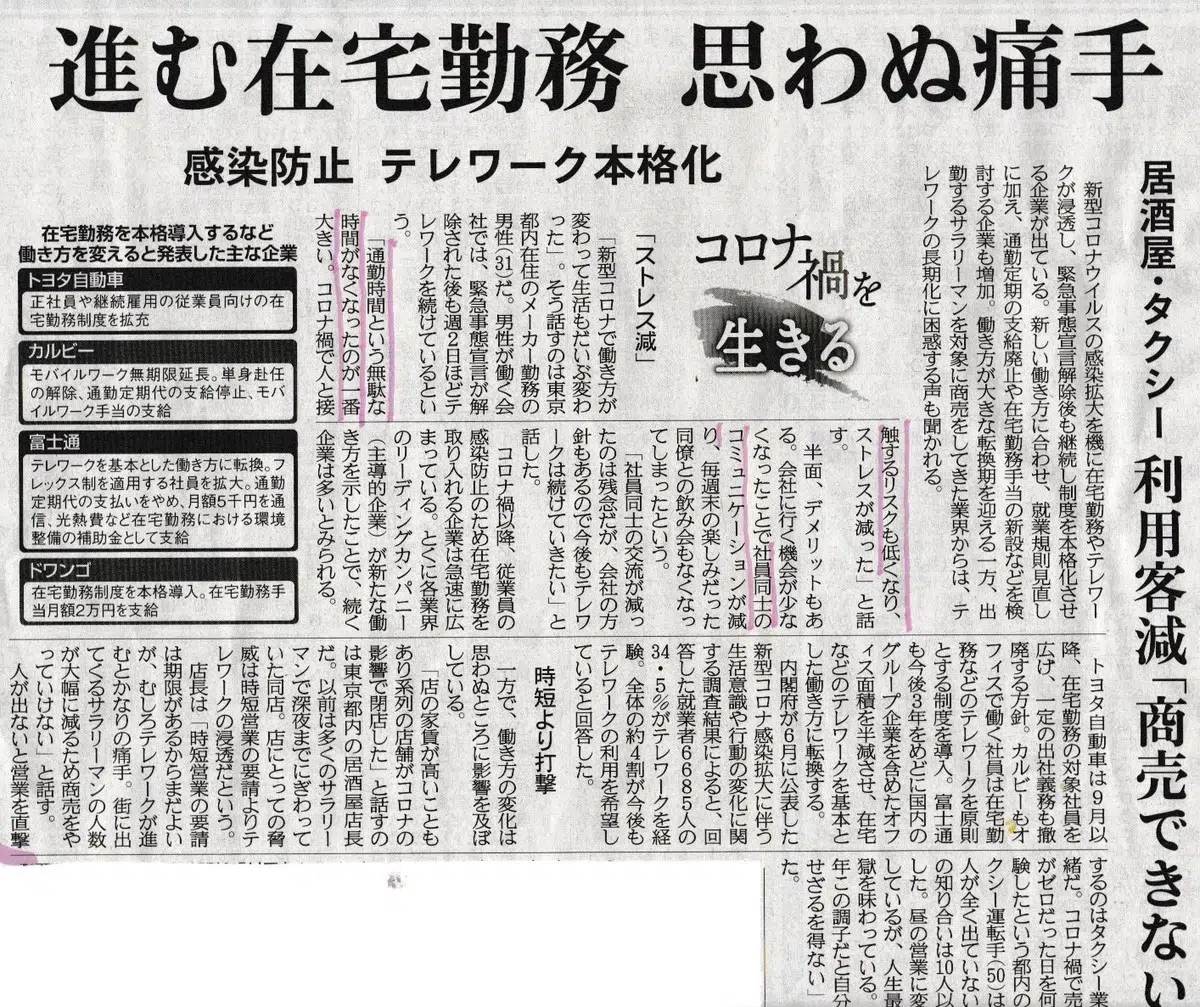 進む在宅勤務 思わぬ痛手
感染防止 テレワーク本格化
居酒屋・タクシー 利用客減「商売できない
新型コロナウイルスの感染拡大を機に在宅勤務やテレワー
クが浸透し、緊急事態宣言解除後も継続し制度を本格化させ
る企業が出ている。新しい働き方に合わせ、就業規則見直し
に加え、通勤定期の支給廃止や在宅勤務手当の新設などを検
討する企業も増加。働き方が大きな転換期を迎える一方、出
勤するサラリーマンを対象に商売をしてきた業界からは、テ
レワークの長期化に困惑する声も聞かれる。
コロナ禍を
生きる
「ストレス減」
「新型コロナで働き方が
変わって生活もだいぶ変わ
った」。そう話すのは東京
都内在住のメーカー勤務の
男性(31)だ。男性が働く会
社では、緊急事態宣言が解
除された後も週2日ほどテ
レワークを続けているとい
う。
「通勤時間という無駄な
時間がなくなったのが一番
大きい。コロナ禍で人と接
触するリスクも低くなり、
ストレスが減った」と話
す。
半面、デメリットもあ
る。会社に行く機会が少な
くなったことで社員同士の
コミュニケーションが減
り、毎週末の楽しみだった
同僚との飲み会もなくなっ
てしまったという。
「社員同士の交流が減っ
たのは残念だが、会社の方
針もあるので今後もテレワ
ークは続けていきたい」と
話した。
コロナ禍以降、従業員の
感染防止のため在宅勤務を
取り入れる企業は急速に広
まっている。とくに各業界
のリーディングカンパニー
(主導的企業)が新たな働
き方を示したことで、続く
企業は多いとみられる。
在宅勤務を本格導入するなど
働き方を変えると発表した主な企業
トヨタ自動車
正社員や継続雇用の従業員向けの在
宅勤務制度を拡充
カルビー
モバイルワーク無期限延長。単身赴任
の解除、通勤定期代の支給停止、モバ
イルワーク手当の支給
富士通
テレワークを基本とした働き方に転換。フ
レックス制を適用する社員を拡大。通勤
定期代の支払いをやめ、月額5千円を通
信、光熱費など在宅勤務における環境
整備の補助金として支給
ドワンゴ
在宅勤務制度を本格導入。在宅勤務手
当月額2万円を支給
トヨタ自動車は9月以
降、在宅勤務の対象社員を
広げ、一定の出社義務も撤
廃する方針。カルビーもオ
フィスで働く社員は在宅勤
務などのテレワークを原則
とする制度を導入。富士通
も今後3年をめどに国内の
グループ企業を含めたオフ
ィス面積を半減させ、在宅
などのテレワークを基本と
した働き方に転換する。
内閣府が6月に公表した
新型コロナ感染拡大に伴う
生活意識や行動の変化に関
する調査結果によると、回
答した就業者6685人の
34・5%がテレワークを経
験。全体の約4割が今後も
テレワークの利用を希望し
ていると回答した。
時短より打撃
一方で、働き方の変化は
思わぬところに影響を及ぼ
している。
「店の家賃が高いことも
あり系列の店舗がコロナの
影響で閉店した」と話すの
は東京都内の居酒屋店長
だ。以前は多くのサラリー
マンで深夜までにぎわって
いた同店。店にとっての脅
威は時短営業の要請よりテ
レワークの浸透だという。
店長は「時短営業の要請
は期限があるからまだよい
が、むしろテレワークが進
むとかなりの痛手。街に出
てくるサラリーマンの人数
が大幅に減るため商売をや
っていけない」と話す。
人が出ないと営業を直撃
するのはタクシー業
緒だ。コロナ禍で売
がゼロだった日を何
験したという都内の
クシー運転手(50)は
人が全く出ていない
の知り合いは10人以
した。昼の営業に変
しているが、人生最
獄を味わっている。
年この調子だと自分
せざるを得ない」
た。